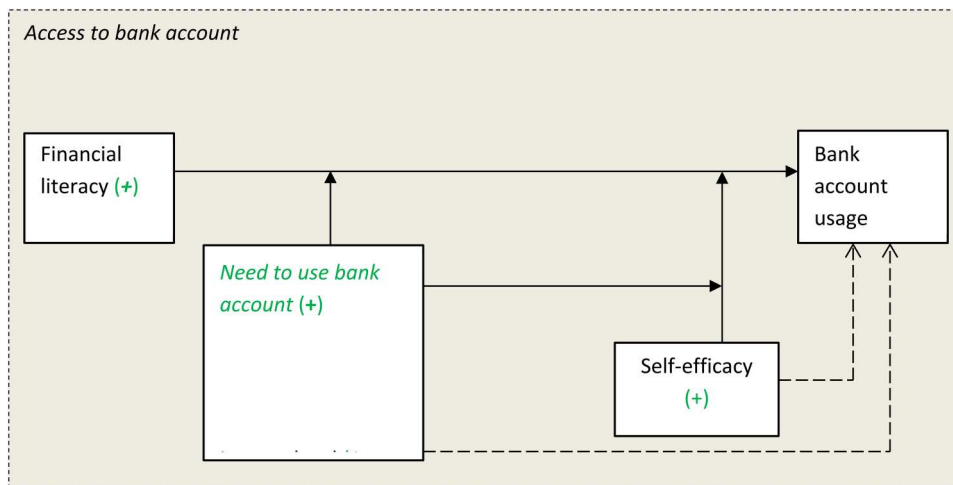 Access to bank account
Financial
literacy (+)
Bank
account
usage
Need to use bank
account (+)
Self-efficacy
(+)